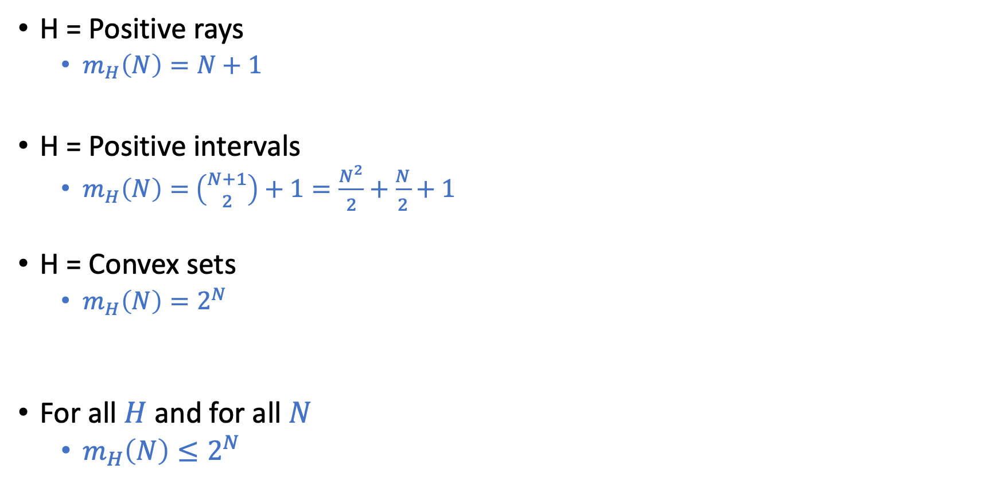 • H = Positive rays
• m_H(N) = N + 1
• H = Positive intervals
• m_H(N) = \binom{N+1}{2} + 1 = \frac{N^2}{2} + \frac{N}{2} + 1
• H = Convex sets
• m_H(N) = 2^N
• For all H and for all N
• m_H(N) ≤ 2^N